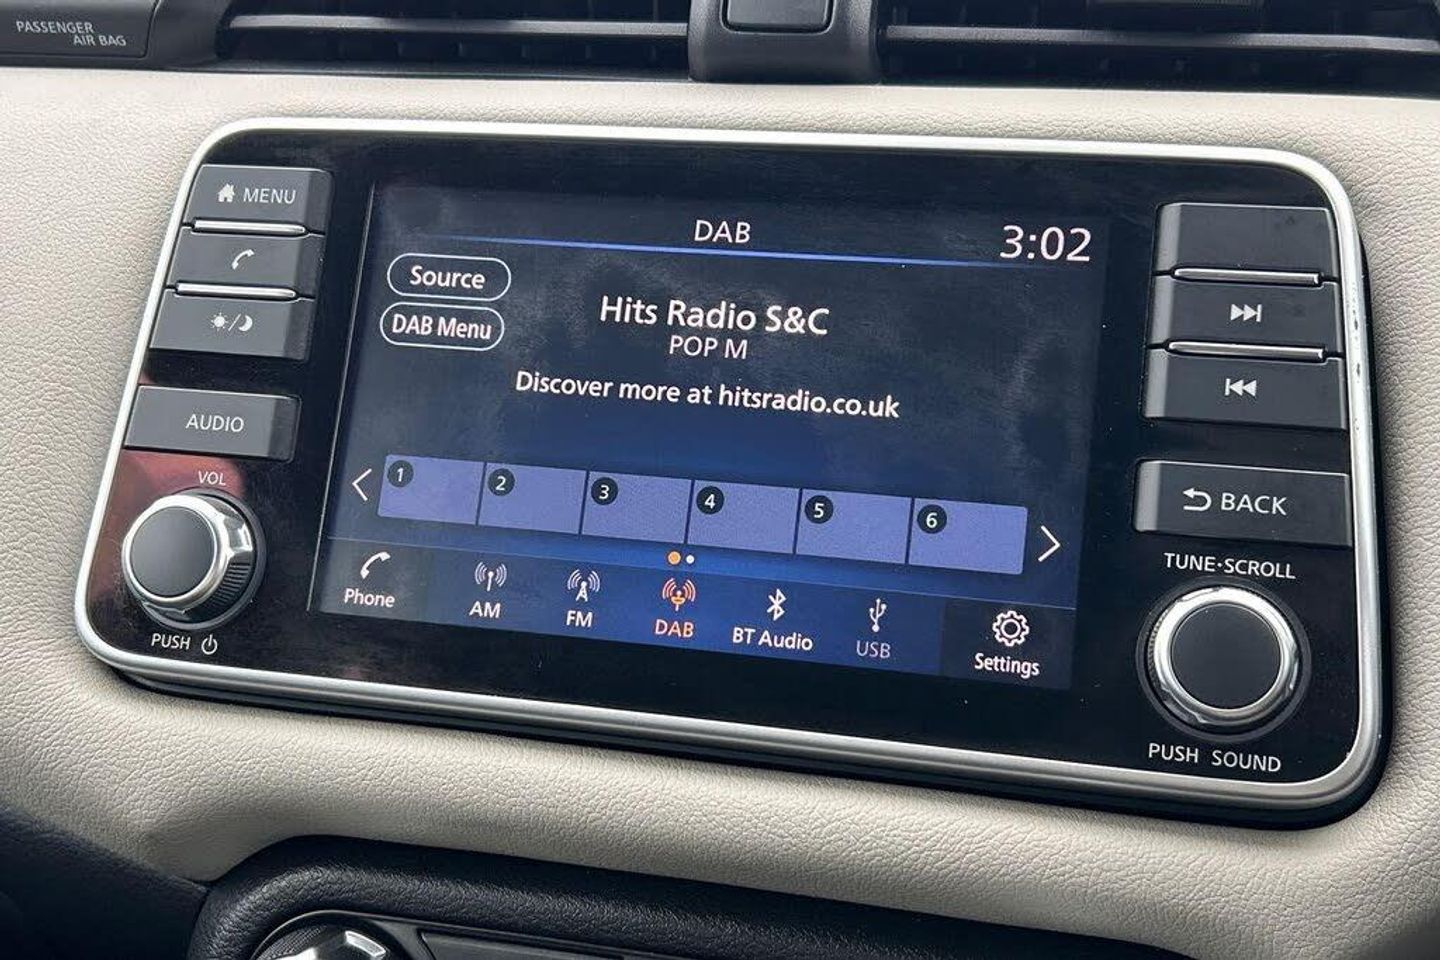 PASSENGER
AIR BAG
MENU
DAB
3:02
Source
DAB Menu
Hits Radio S&C
POP M
Discover more at hitsradio.co.uk
AUDIO
VOL
PUSH
1 2 3 4 5 6
Phone
AM
FM
DAB
BT Audio
USB
Settings
BACK
TUNE·SCROLL
PUSH SOUND